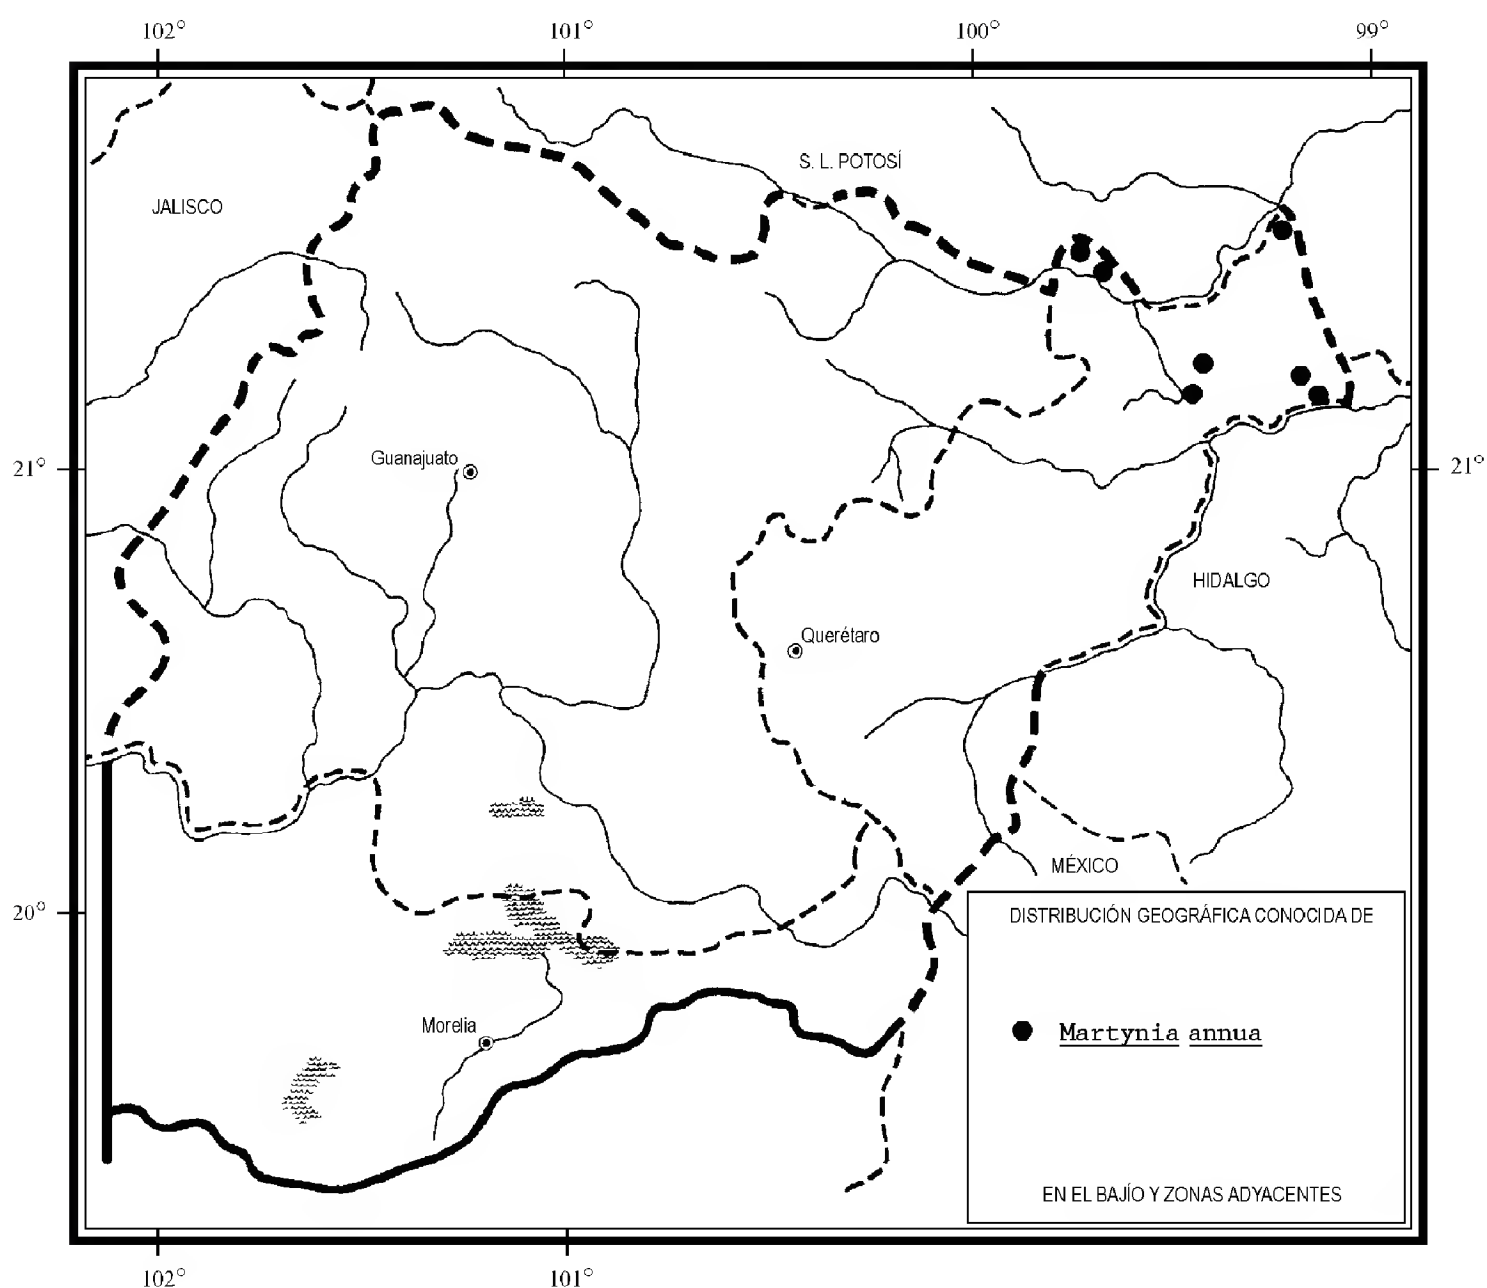 102° 101° 100° 99°
S. L. POTOSÍ
JALISCO
Guanajuato
21° 21°
HIDALGO
Querétaro
MÉXICO
20°
DISTRIBUCIÓN GEOGRÁFICA CONOCIDA DE
Morelia
Martynia annua
EN EL BAJÍO Y ZONAS ADYACENTES
102° 101°